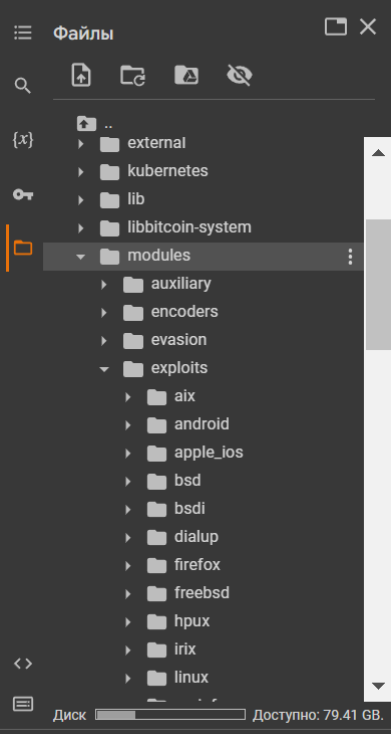 Файлы
{x}
..
external
kubernetes
lib
libbitcoin-system
modules
auxiliary
encoders
evasion
exploits
aix
android
apple_ios
bsd
bsdi
dialup
firefox
freebsd
hpux
irix
linux
Диск Доступно: 79.41 GB.